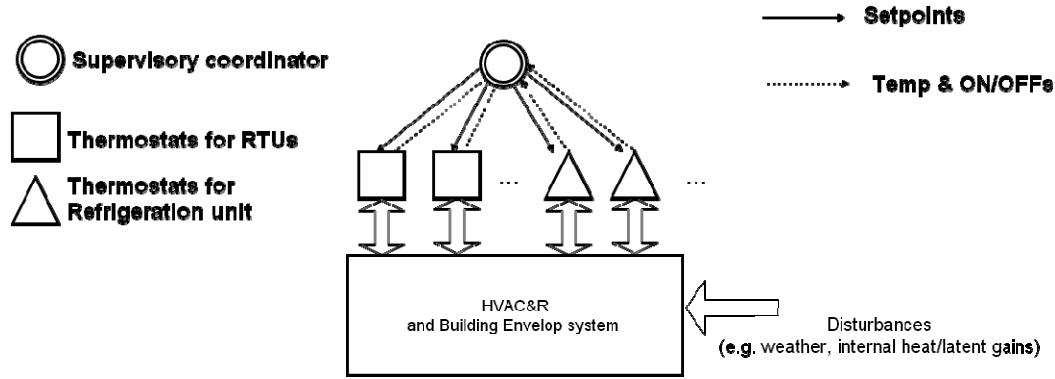 Setpoints
Supervisory coordinator
Temp & ON/OFFs
Thermostats for RTUs
Thermostats for
Refrigeration unit
...
...
HVAC&R
and Building Envelop system
Disturbances
(e.g. weather, internal heat/latent gains)